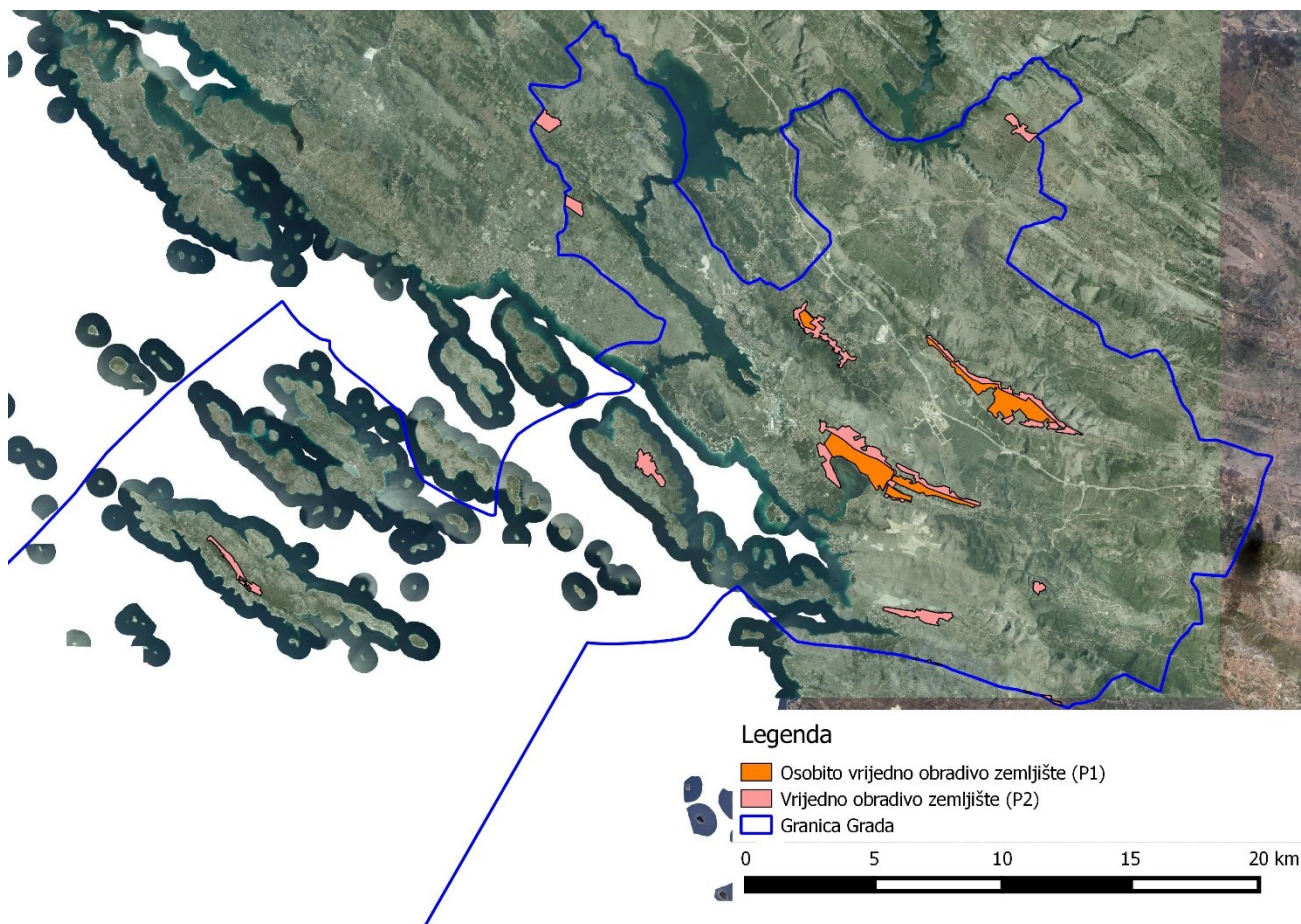 Legenda
Osobito vrijedno obradivo zemljište (P1)
Vrijedno obradivo zemljište (P2)
Granica Grada
0 5 10 15 20 km